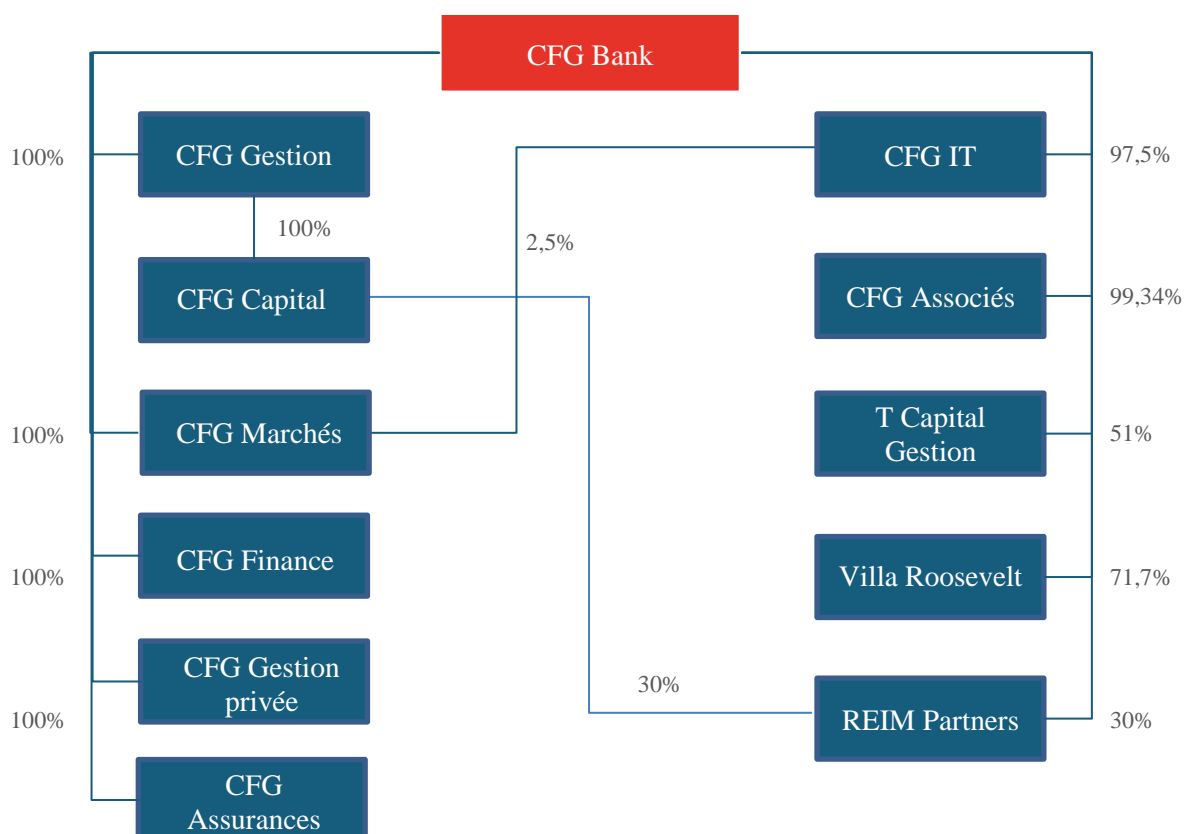 CFG Bank
100%
CFG Gestion
CFG IT
97,5%
100%
2,5%
CFG Capital
CFG Associés
99,34%
100%
CFG Marchés
T Capital
Gestion
51%
100%
CFG Finance
Villa Roosevelt
71,7%
CFG Gestion
privée
30%
100%
REIM Partners
30%
CFG
Assurances